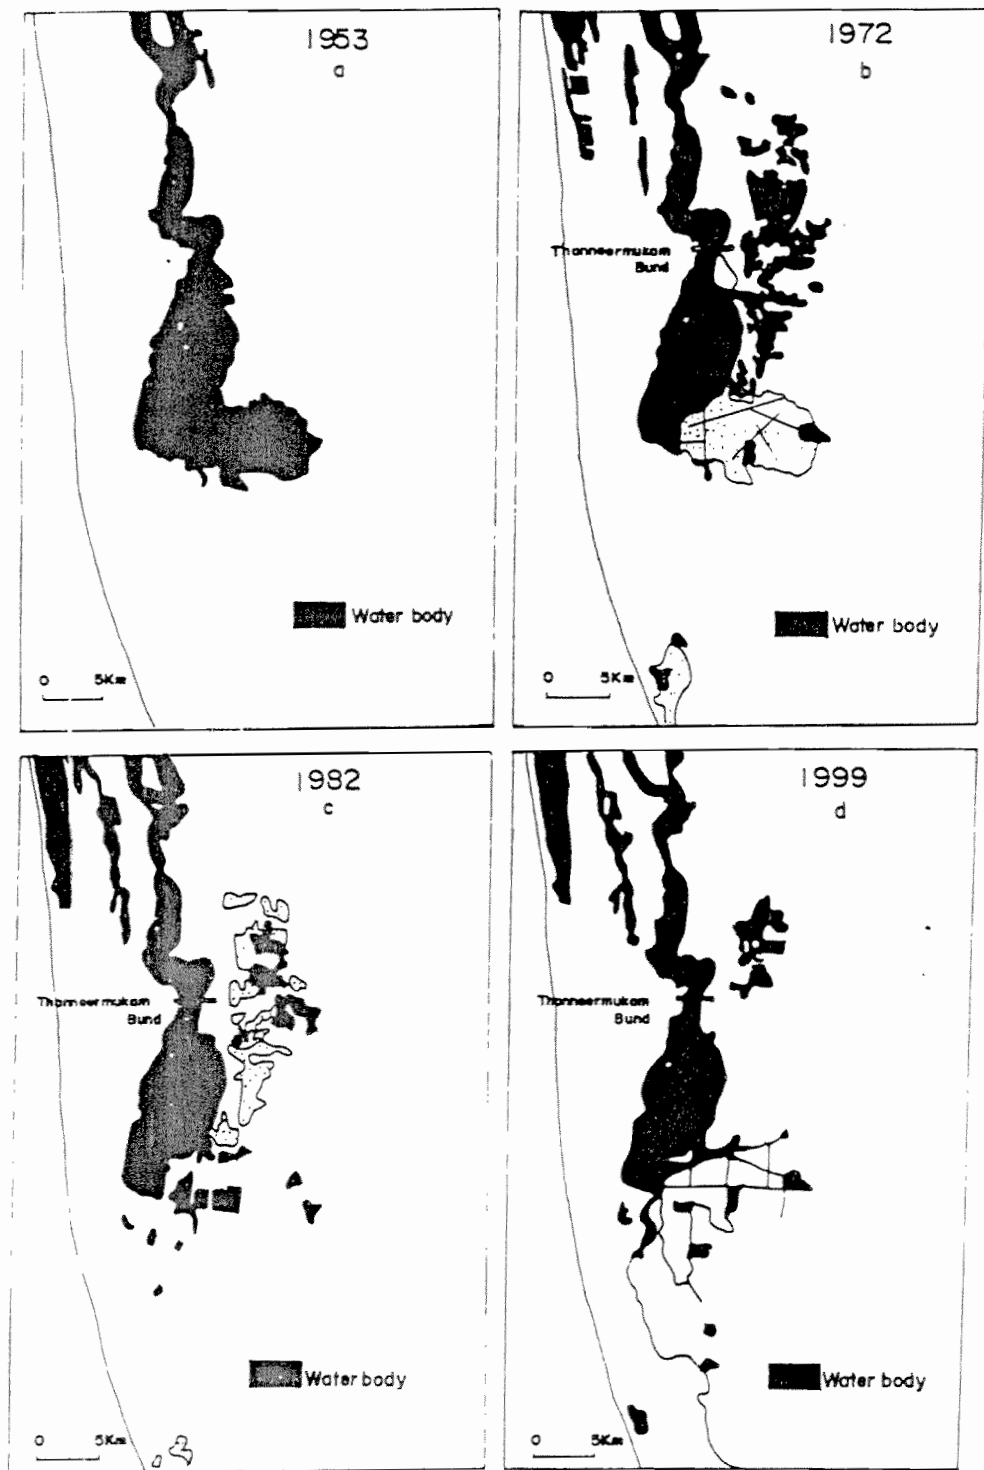 1953
a
Water body
0 5Km
1972
b
Thanneermukam
Bund
Water body
0 5Km
1982
c
Thanneermukam
Bund
Water body
0 5Km
1999
d
Thanneermukam
Bund
Water body
0 5Km